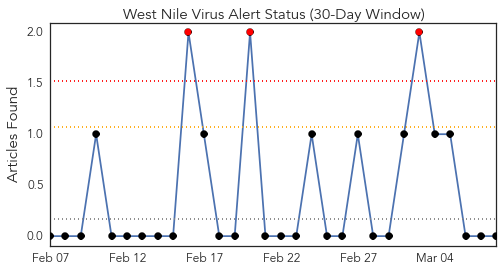 West Nile Virus Alert Status (30-Day Window)
Articles Found
2.0
1.5
1.0
0.5
0.0
Feb 07 Feb 12 Feb 17 Feb 22 Feb 27 Mar 04